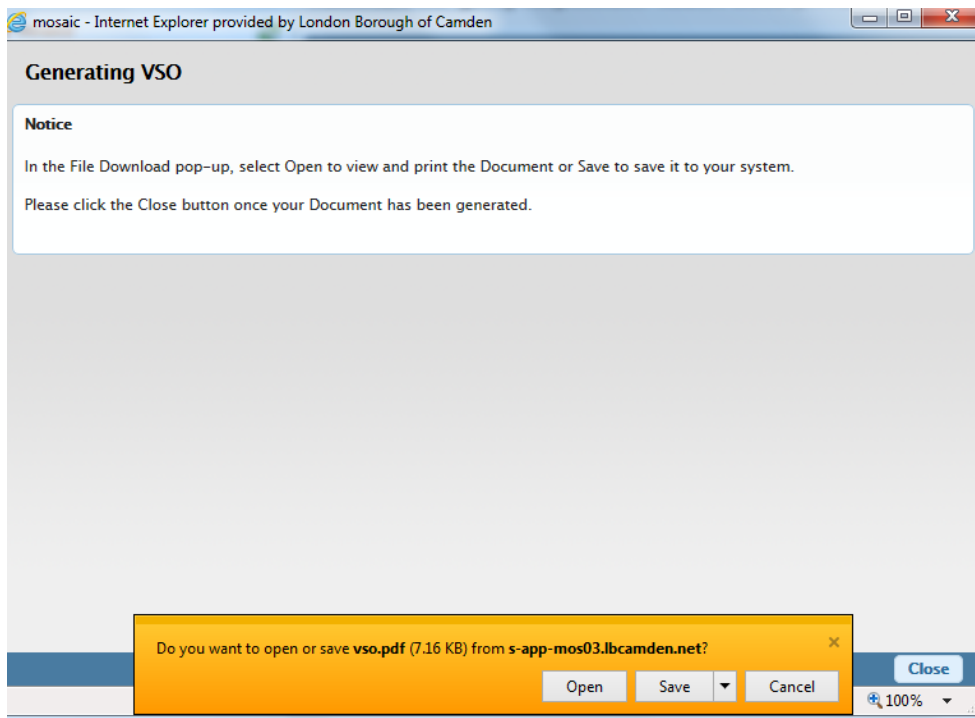 mosaic - Internet Explorer provided by London Borough of Camden
Generating VSO
Notice
In the File Download pop-up, select Open to view and print the Document or Save to save it to your system.
Please click the Close button once your Document has been generated.
Do you want to open or save vso.pdf (7.16 KB) from s-app-mos03.lbcamden.net?
Open Save Cancel
Close
100%